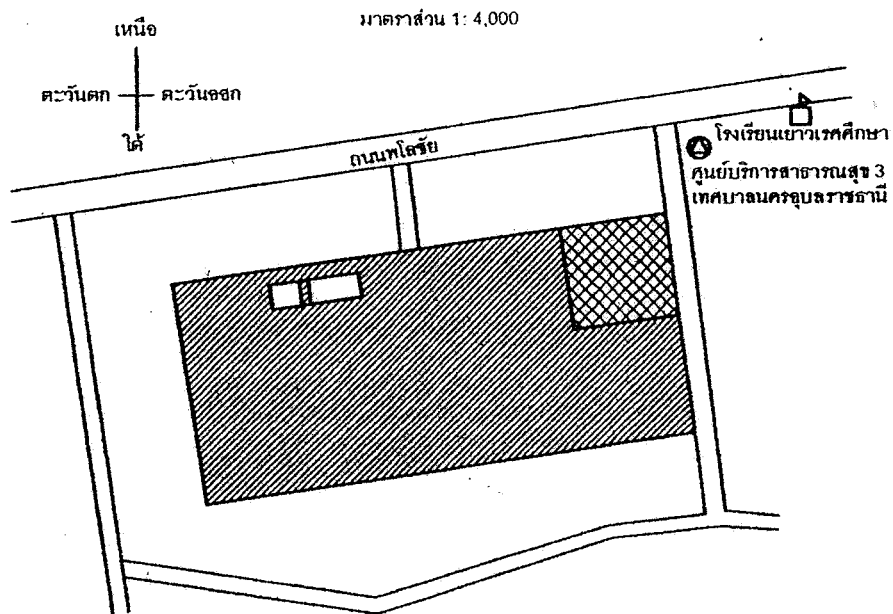 มาตราส่วน 1: 4,000
เหนือ
ตะวันตก
ตะวันออก
ใต้
ถนนพโลชัย
โรงเรียนเยาวเรศศึกษา
ศูนย์บริการสาธารณสุข 3
เทศบาลนครอุบลราชธานี